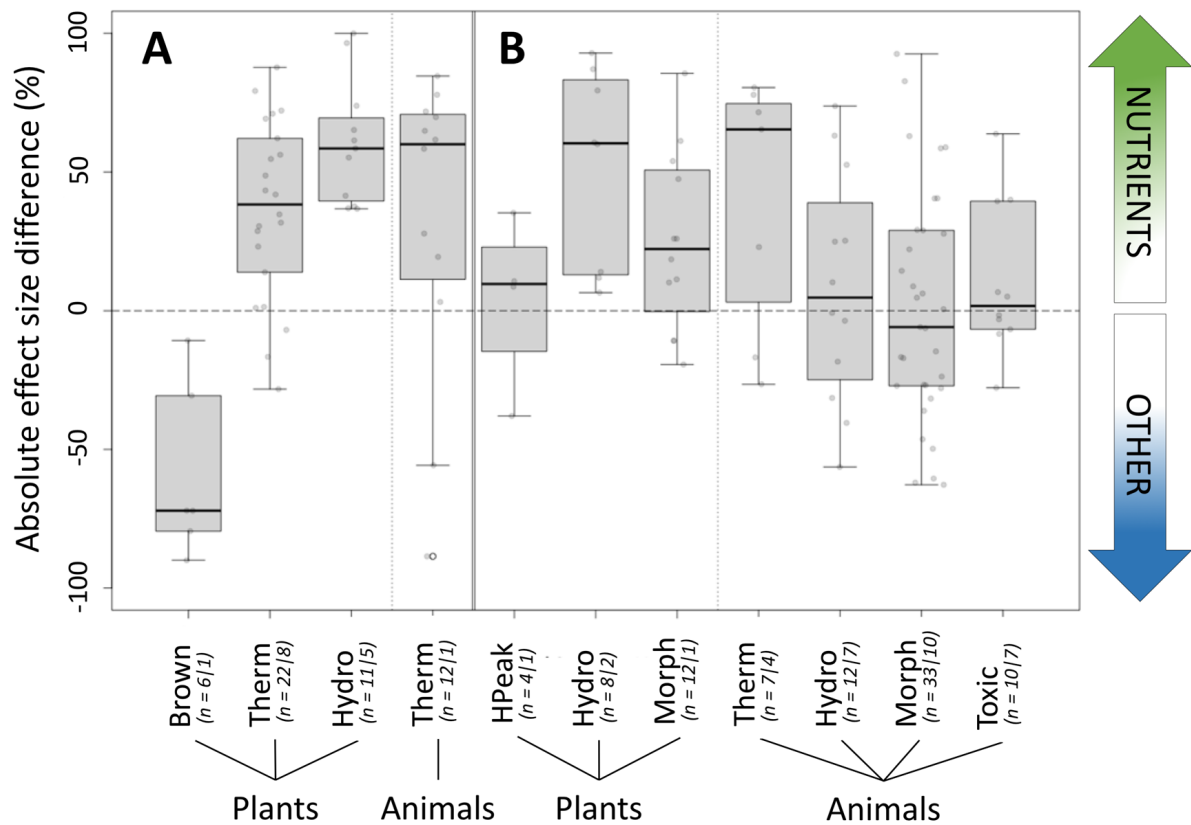 A
B
Absolute effect size difference (%)
100
50
0
-50
-100
NUTRIENTS
OTHER
Brown
(n = 6|1)
Therm
(n = 22|8)
Hydro
(n = 11|5)
Therm
(n = 12|1)
HPeak
(n = 4|1)
Hydro
(n = 8|2)
Morph
(n = 12|1)
Therm
(n = 7|4)
Hydro
(n = 12|7)
Morph
(n = 33|10)
Toxic
(n = 10|7)
Plants
Animals
Plants
Animals